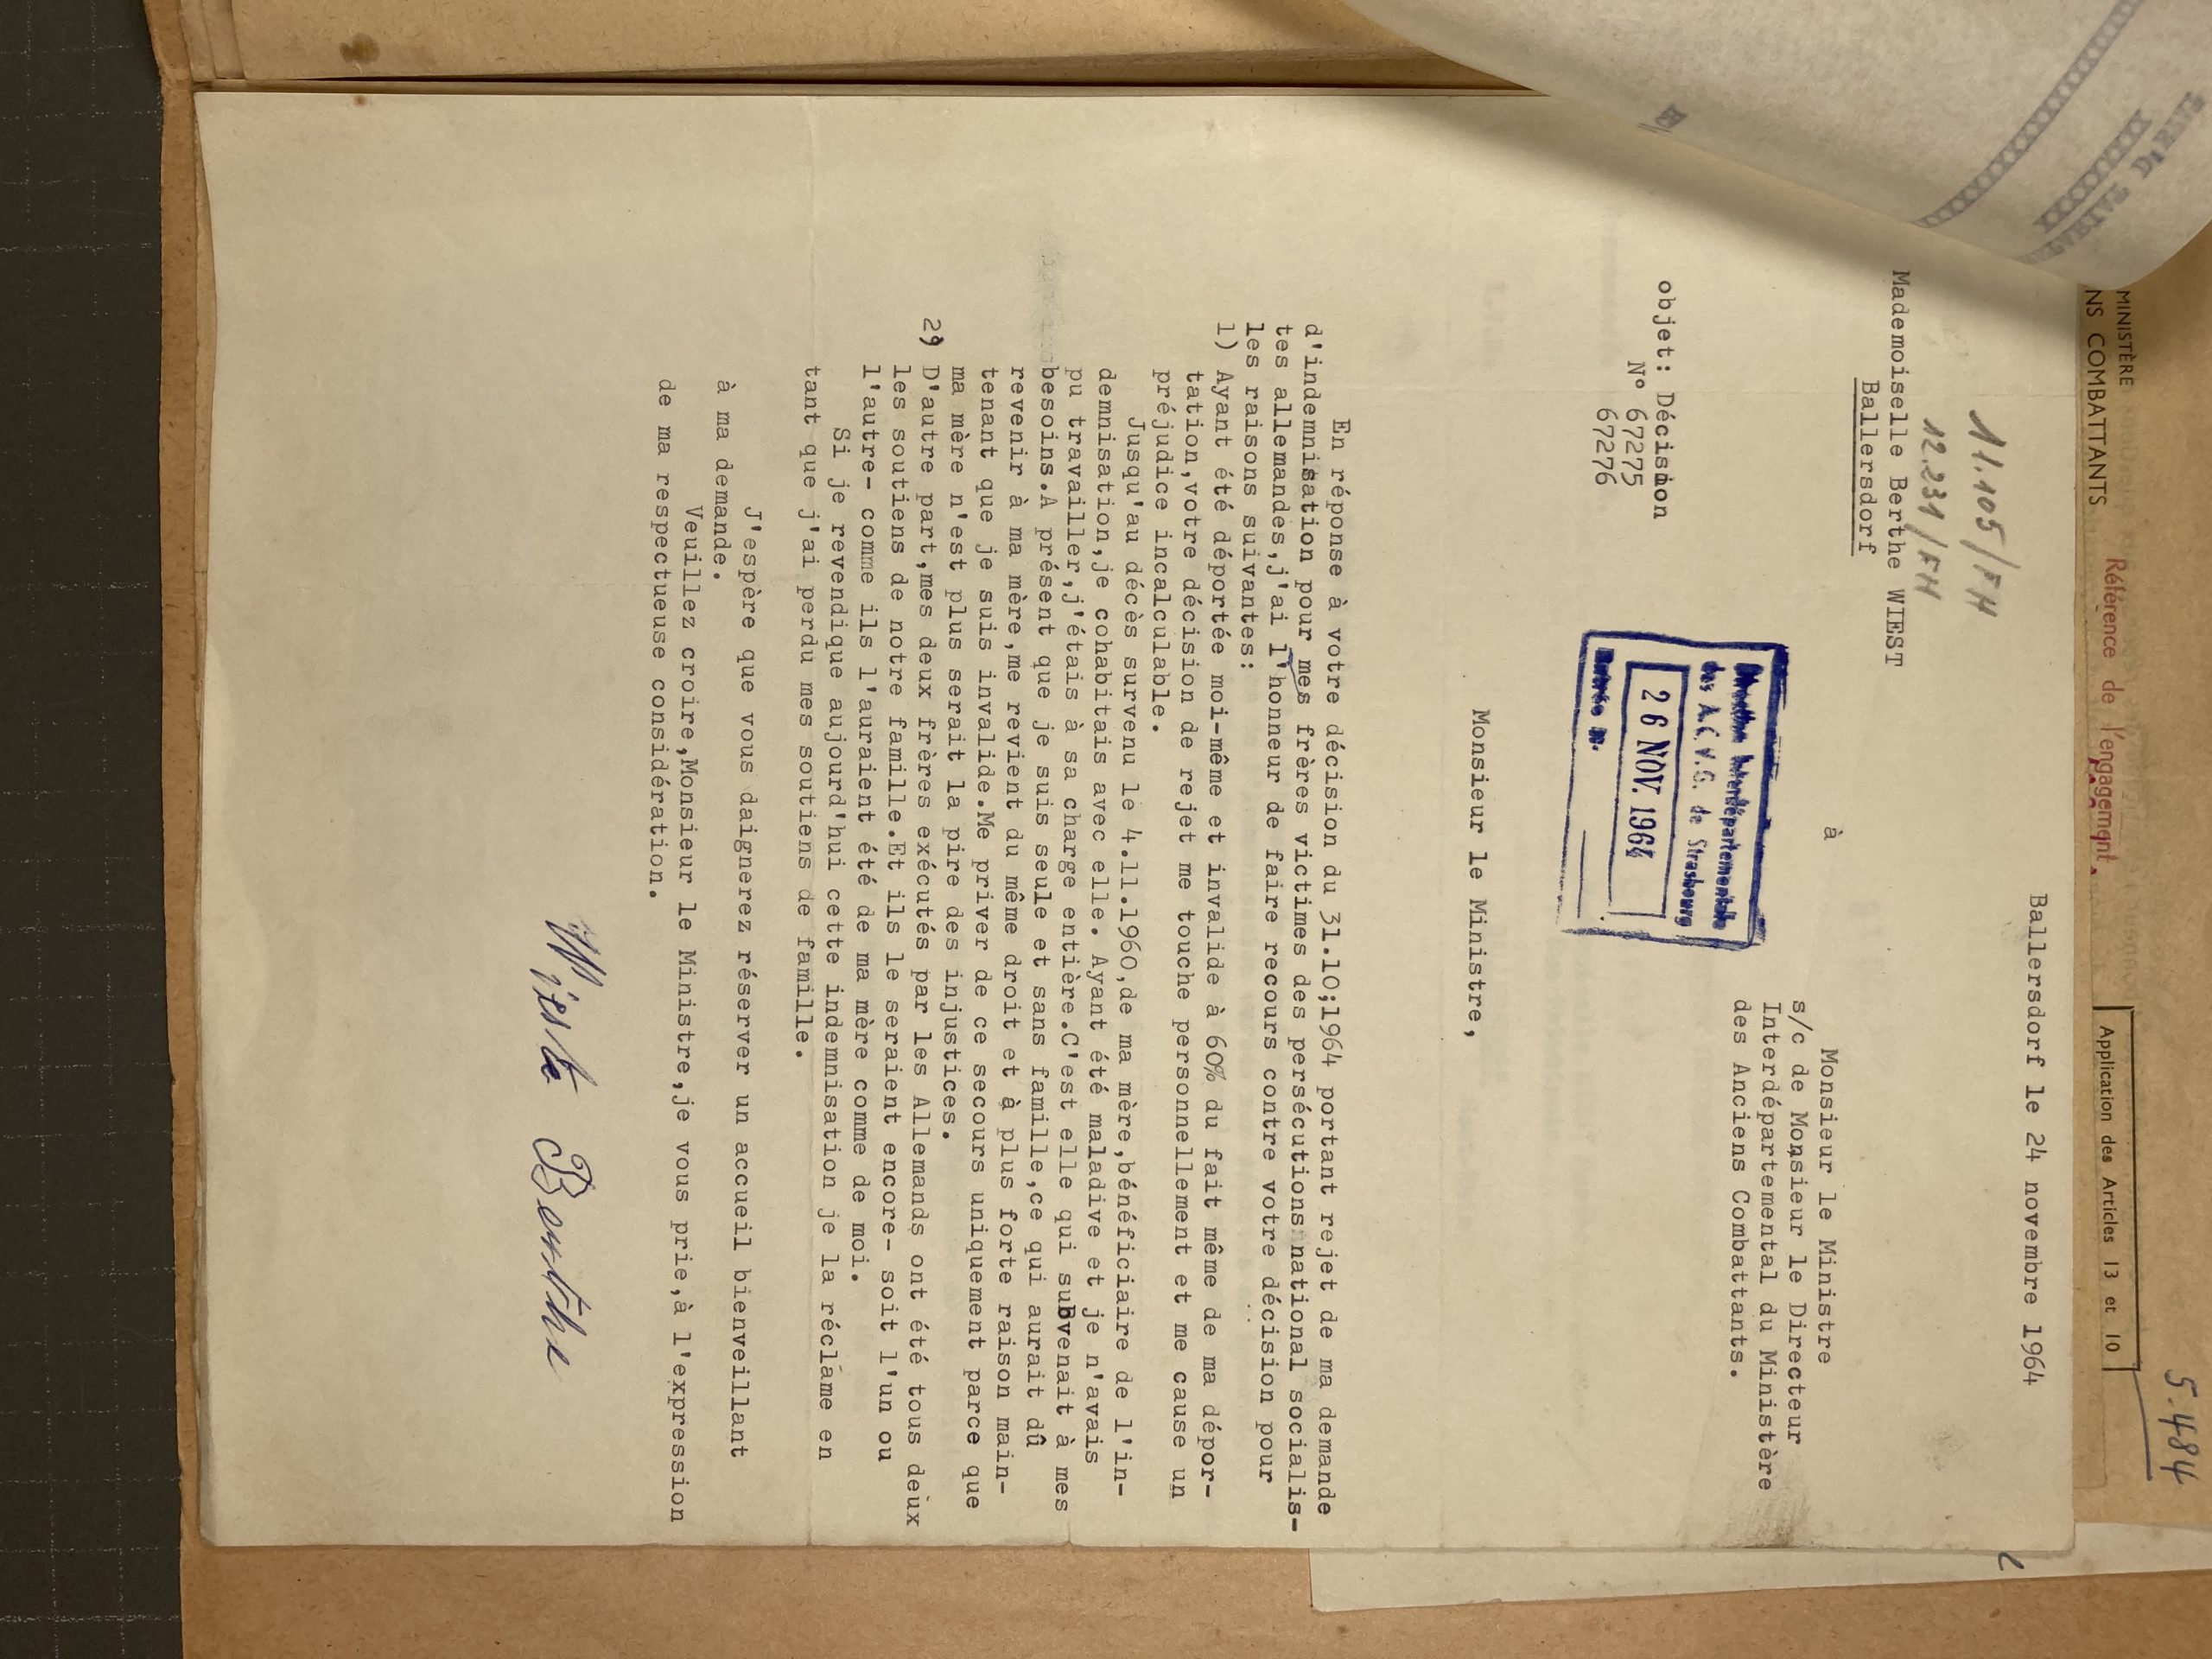 5.484
MINISTÈRE
NS COMBATTANTS
Référence de l'engagement.
Application des Articles 13 et 10
Ballersdorf le 24 novembre 1964
11.105/FH
12.231/FH
Mademoiselle Berthe WIEST
Ballersdorf
à
Monsieur le Ministre
s/c de Monsieur le Directeur
Interdépartemental du Ministère
des Anciens Combattants.
Direction Interdépartementale
des A.C.V.G. de Strasbourg
26 NOV. 1964
Entrée n.
objet: Décision
N° 67275
67276
Monsieur le Ministre,
En réponse à votre décision du 31.10;1964 portant rejet de ma demande
d'indemnisation pour mes frères victimes des persécutions national socialis-
tes allemandes,j'ai l'honneur de faire recours contre votre décision pour
les raisons suivantes:
1) Ayant été déportée moi-même et invalide à 60% du fait même de ma dépor-
tation,votre décision de rejet me touche personnellement et me cause un
préjudice incalculable.
Jusqu'au décès survenu le 4.11.1960,de ma mère,bénéficiaire de l'in-
demnisation,je cohabitais avec elle. Ayant été maladive et je n'avais
pu travailler,j'étais à sa charge entière.C'est elle qui subvenait à mes
besoins.A présent que je suis seule et sans famille,ce qui aurait dû
revenir à ma mère,me revient du même droit et à plus forte raison main-
tenant que je suis invalide.Me priver de ce secours uniquement parce que
ma mère n'est plus serait la pire des injustices.
2) D'autre part,mes deux frères exécutés par les Allemands ont été tous deux
les soutiens de notre famille.Et ils le seraient encore- soit l'un ou
l'autre- comme ils l'auraient été de ma mère comme de moi.
Si je revendique aujourd'hui cette indemnisation je la réclame en
tant que j'ai perdu mes soutiens de famille.
J'espère que vous daignerez réserver un accueil bienveillant
à ma demande.
Veuillez croire,Monsieur le Ministre,je vous prie,à l'expression
de ma respectueuse considération.
Wiest Berthe